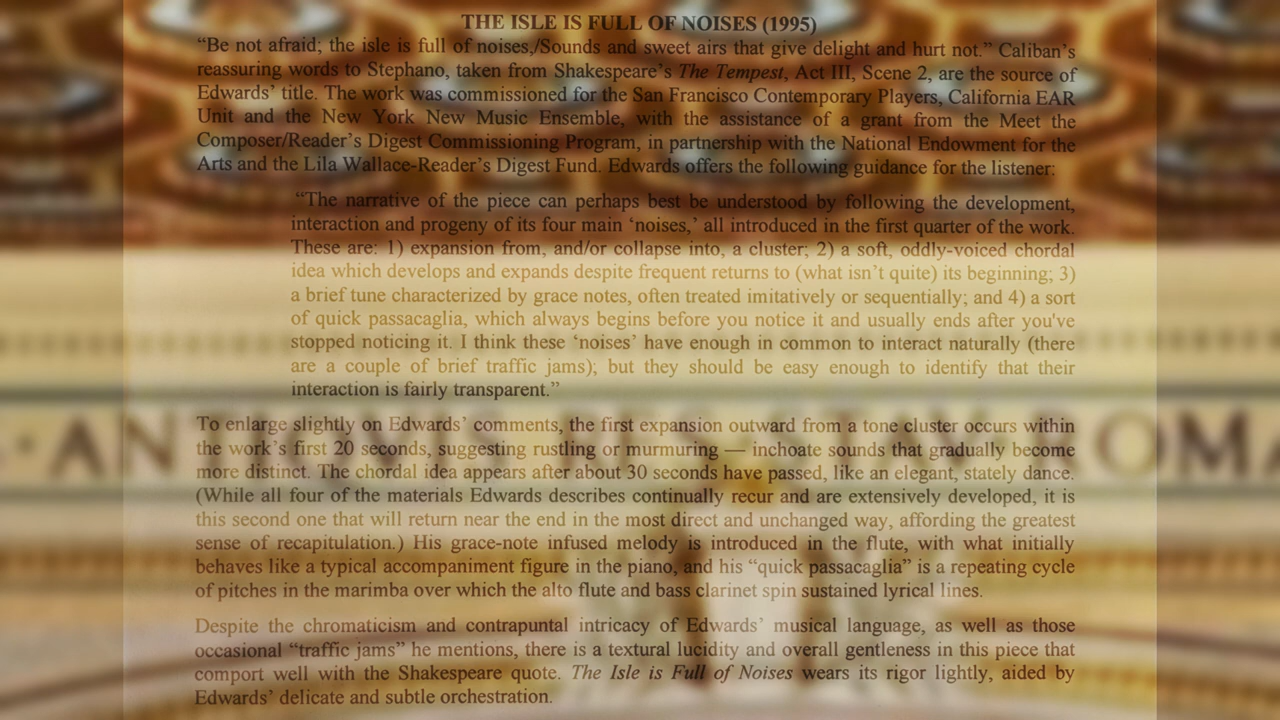 THE ISLE IS FULL OF NOISES (1995)
“Be not afraid; the isle is full of noises,/Sounds and sweet airs that give delight and hurt not.” Caliban’s
reassuring words to Stephano, taken from Shakespeare’s The Tempest, Act III, Scene 2, are the source of
Edwards’ title. The work was commissioned for the San Francisco Contemporary Players, California EAR
Unit and the New York New Music Ensemble, with the assistance of a grant from the Meet the
Composer/Reader’s Digest Commissioning Program, in partnership with the National Endowment for the
Arts and the Lila Wallace-Reader’s Digest Fund. Edwards offers the following guidance for the listener:
“The narrative of the piece can perhaps best be understood by following the development,
interaction and progeny of its four main ‘noises,’ all introduced in the first quarter of the work.
These are: 1) expansion from, and/or collapse into, a cluster; 2) a soft, oddly-voiced chordal
idea which develops and expands despite frequent returns to (what isn’t quite) its beginning; 3)
a brief tune characterized by grace notes, often treated imitatively or sequentially; and 4) a sort
of quick passacaglia, which always begins before you notice it and usually ends after you've
stopped noticing it. I think these ‘noises’ have enough in common to interact naturally (there
are a couple of brief traffic jams); but they should be easy enough to identify that their
interaction is fairly transparent.”
To enlarge slightly on Edwards’ comments, the first expansion outward from a tone cluster occurs within
the work’s first 20 seconds, suggesting rustling or murmuring — inchoate sounds that gradually become
more distinct. The chordal idea appears after about 30 seconds have passed, like an elegant, stately dance.
(While all four of the materials Edwards describes continually recur and are extensively developed, it is
this second one that will return near the end in the most direct and unchanged way, affording the greatest
sense of recapitulation.) His grace-note infused melody is introduced in the flute, with what initially
behaves like a typical accompaniment figure in the piano, and his “quick passacaglia” is a repeating cycle
of pitches in the marimba over which the alto flute and bass clarinet spin sustained lyrical lines.
Despite the chromaticism and contrapuntal intricacy of Edwards’ musical language, as well as those
occasional “traffic jams” he mentions, there is a textural lucidity and overall gentleness in this piece that
comport well with the Shakespeare quote. The Isle is Full of Noises wears its rigor lightly, aided by
Edwards’ delicate and subtle orchestration.